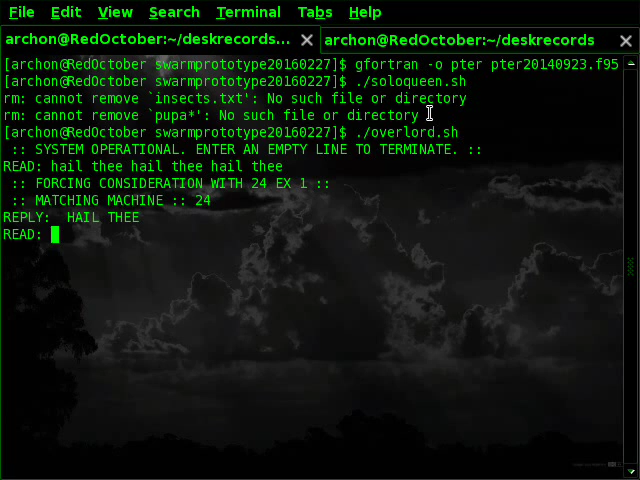 File Edit View Search Terminal Tabs Help
archon@RedOctober:~/deskrecords... archon@RedOctober:~/deskrecords
[archon@RedOctober swarmprototype20160227]$ gfortran -o pter pter20140923.f95
[archon@RedOctober swarmprototype20160227]$ ./soloqueen.sh
rm: cannot remove `insects.txt': No such file or directory
rm: cannot remove `pupa*': No such file or directory
[archon@RedOctober swarmprototype20160227]$ ./overlord.sh
:: SYSTEM OPERATIONAL. ENTER AN EMPTY LINE TO TERMINATE. ::
READ: hail thee hail thee hail thee
:: FORCING CONSIDERATION WITH 24 EX 1 ::
:: MATCHING MACHINE :: 24
REPLY:  HAIL THEE
READ: